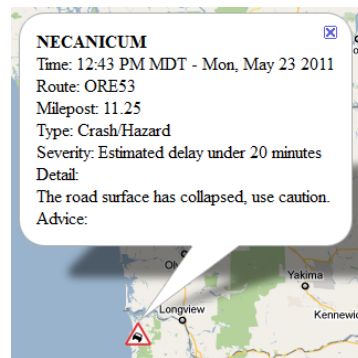 NECANICUM
Time: 12:43 PM MDT - Mon, May 23 2011
Route: ORE53
Milepost: 11.25
Type: Crash/Hazard
Severity: Estimated delay under 20 minutes
Detail:
The road surface has collapsed, use caution.
Advice:
Yakima
Longview